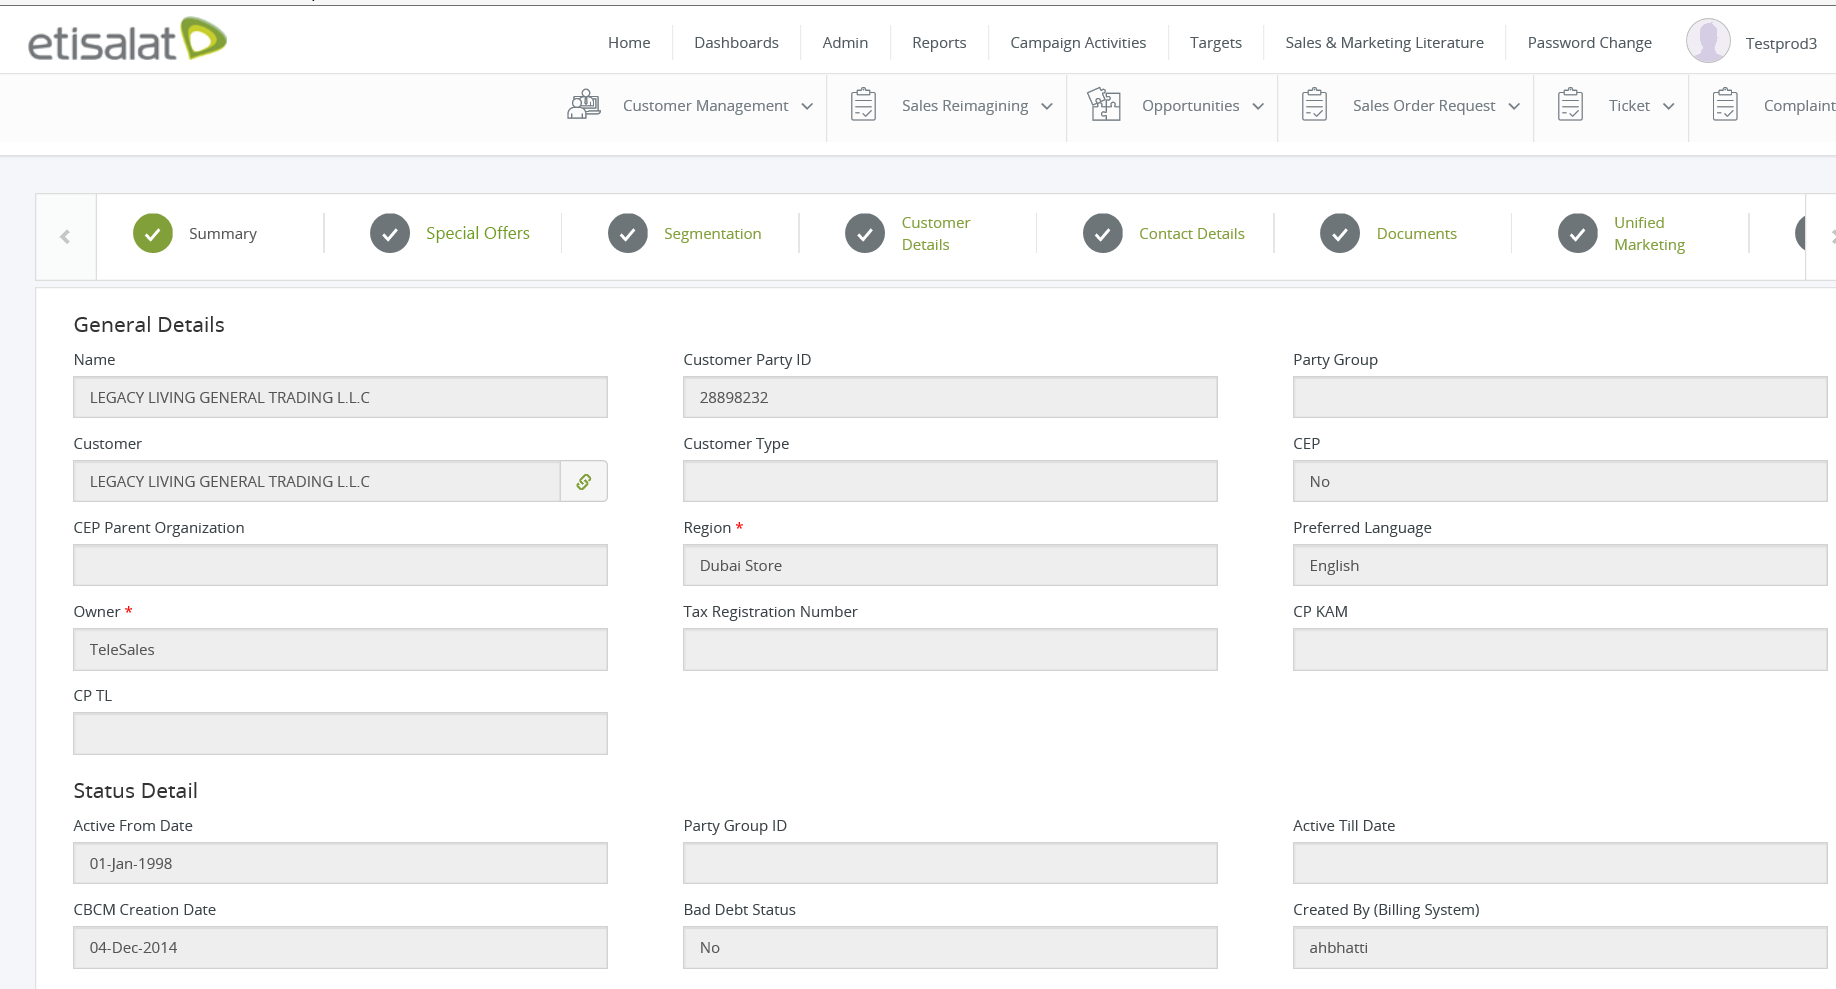 etisalat
Home Dashboards Admin Reports Campaign Activities Targets Sales & Marketing Literature Password Change Testprod3
Customer Management Sales Reimagining Opportunities Sales Order Request Ticket Complaint
Summary Special Offers Segmentation Customer Details Contact Details Documents Unified Marketing
General Details
Name Customer Party ID Party Group
LEGACY LIVING GENERAL TRADING L.L.C 28898232
Customer Customer Type CEP
LEGACY LIVING GENERAL TRADING L.L.C No
CEP Parent Organization Region * Preferred Language
Dubai Store English
Owner * Tax Registration Number CP KAM
TeleSales
CP TL
Status Detail
Active From Date Party Group ID Active Till Date
01-Jan-1998
CBCM Creation Date Bad Debt Status Created By (Billing System)
04-Dec-2014 No ahbhatti